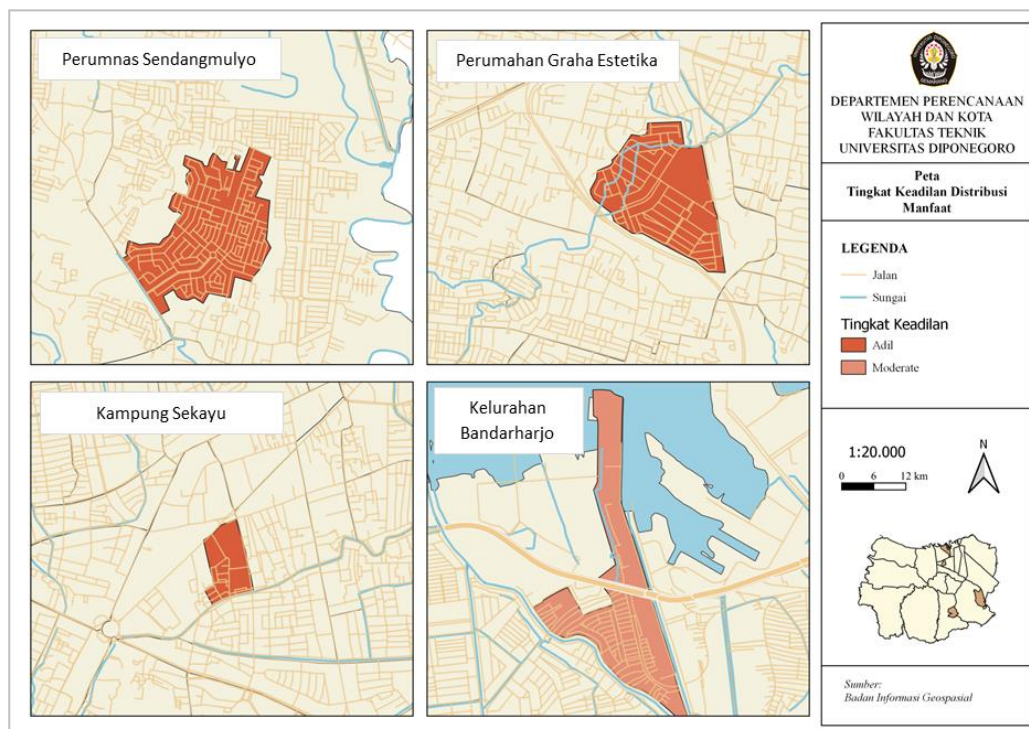 Perumnas Sendangmulyo
Perumahan Graha Estetika
Kampung Sekayu
Kelurahan
Bandarharjo
DEPARTEMEN PERENCANAAN
WILAYAH DAN KOTA
FAKULTAS TEKNIK
UNIVERSITAS DIPONEGORO
Peta
Tingkat Keadilan Distribusi
Manfaat
LEGENDA
Jalan
Sungai
Tingkat Keadilan
Adil
Moderate
1:20.000
N
0 6 12 km
Sumber:
Badan Informasi Geospasial